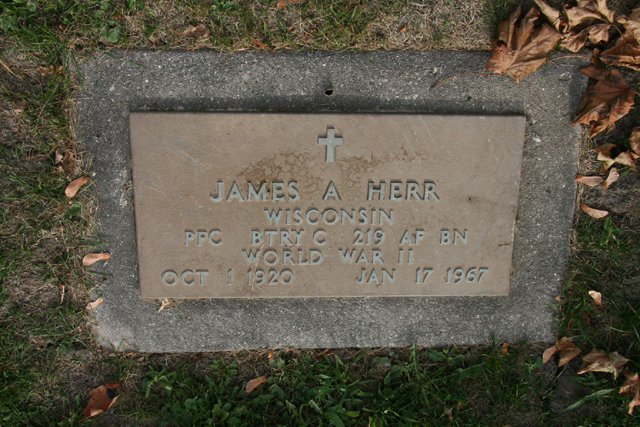 JAMES A HERR
WISCONSIN
PFC BTRY C 219 AF BN
WORLD WAR II
OCT 1 1920 JAN 17 1967